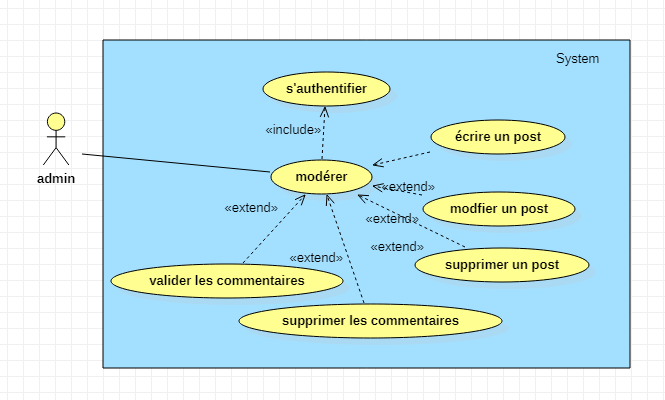 System
s'authentifier
«include»
écrire un post
admin
modérer
«extend»
«extend»
modfier un post
«extend»
«extend»
«extend»
supprimer un post
valider les commentaires
supprimer les commentaires